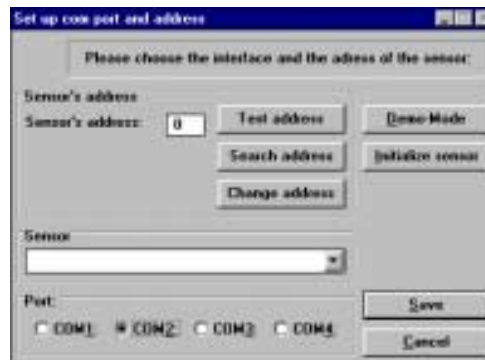 Set up com port and address
Please choose the interface and the adress of the sensor:
Sensor's address
Sensor's address: 0
Test address
Demo-Mode
Search address
Initialize sensor
Change address
Sensor
Port:
COM1: COM2: COM3: COM4:
Save
Cancel